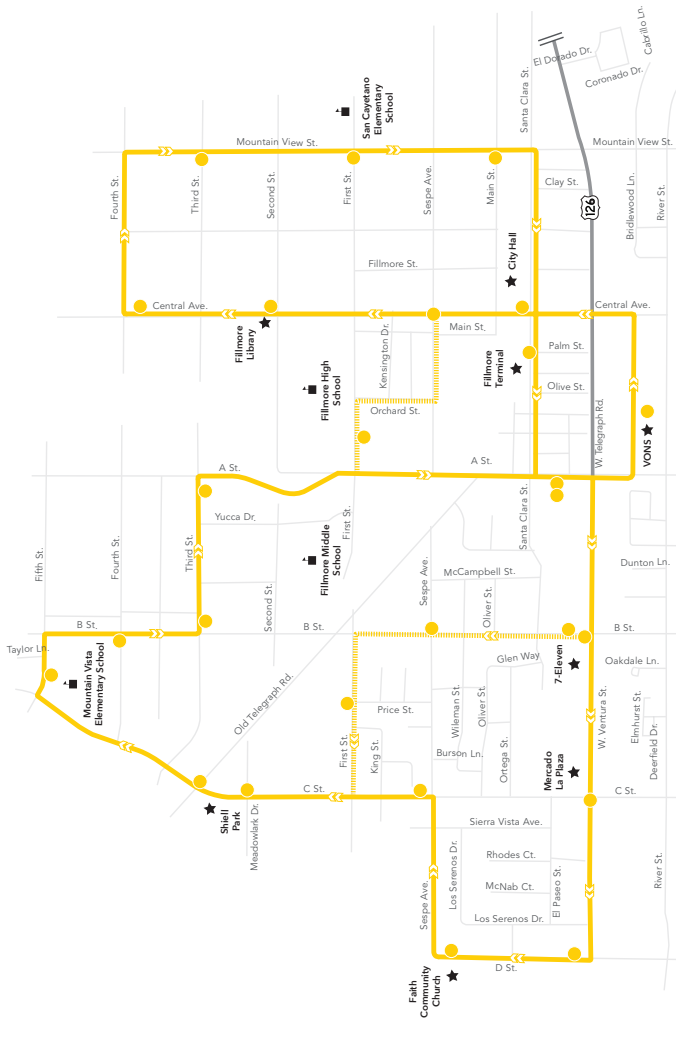 Cabrillo Ln.
El Dorado Dr.
Coronado Dr.
Santa Clara St.
San Cayetano
Elementary
School
Mountain View St.
Mountain View St.
Fourth St.
Third St.
Second St.
First St.
Sespe Ave.
Main St.
Clay St.
126
Bridlewood Ln.
River St.
Fillmore St.
City Hall
Central Ave.
Central Ave.
Fillmore
Library
Main St.
Kensington Dr.
Fillmore High
School
Fillmore
Terminal
Palm St.
Olive St.
Orchard St.
W. Telegraph Rd.
VONS
A St.
A St.
Santa Clara St.
Yucca Dr.
First St.
Fifth St.
Fourth St.
Third St.
Second St.
Fillmore Middle
School
Sespe Ave.
McCampbell St.
Oliver St.
Dunton Ln.
B St.
B St.
B St.
Taylor Ln.
Mountain Vista
Elementary School
Glen Way
7-Eleven
Oakdale Ln.
Old Telegraph Rd.
Price St.
Wileman St.
Oliver St.
W. Ventura St.
Elmhurst St.
Deerfield Dr.
First St.
King St.
Burson Ln.
Ortega St.
Mercado
La Plaza
C St.
C St.
Shiell
Park
Meadowlark Dr.
Sierra Vista Ave.
Los Serenos Dr.
Rhodes Ct.
McNab Ct.
El Paseo St.
River St.
Sespe Ave.
Los Serenos Dr.
D St.
Faith
Community
Church